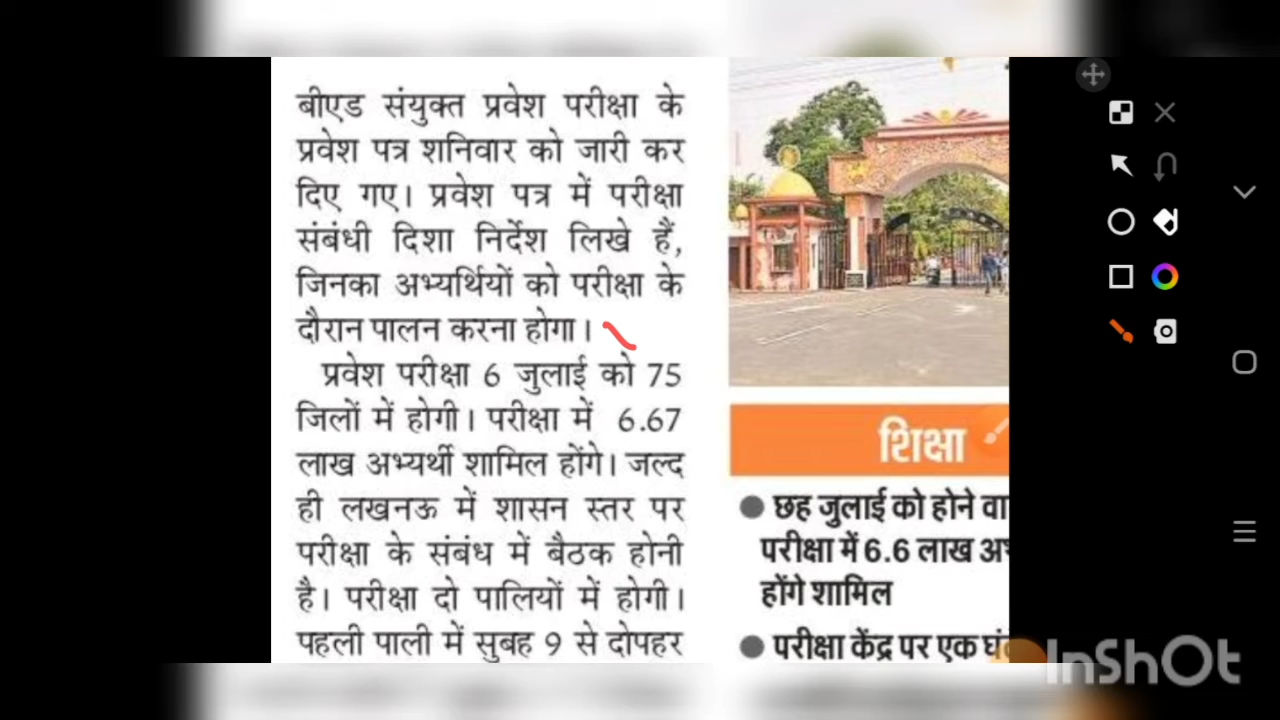 बीएड संयुक्त प्रवेश परीक्षा के
प्रवेश पत्र शनिवार को जारी कर
दिए गए। प्रवेश पत्र में परीक्षा
संबंधी दिशा निर्देश लिखे हैं,
जिनका अभ्यर्थियों को परीक्षा के
दौरान पालन करना होगा।
प्रवेश परीक्षा 6 जुलाई को 75
जिलों में होगी। परीक्षा में 6.67
लाख अभ्यर्थी शामिल होंगे। जल्द
ही लखनऊ में शासन स्तर पर
परीक्षा के संबंध में बैठक होनी
है। परीक्षा दो पालियों में होगी।
पहली पाली में सुबह 9 से दोपहर
शिक्षा
● छह जुलाई को होने वा
परीक्षा में 6.6 लाख
होंगे शामिल
● परीक्षा केंद्र पर एक
InShOt